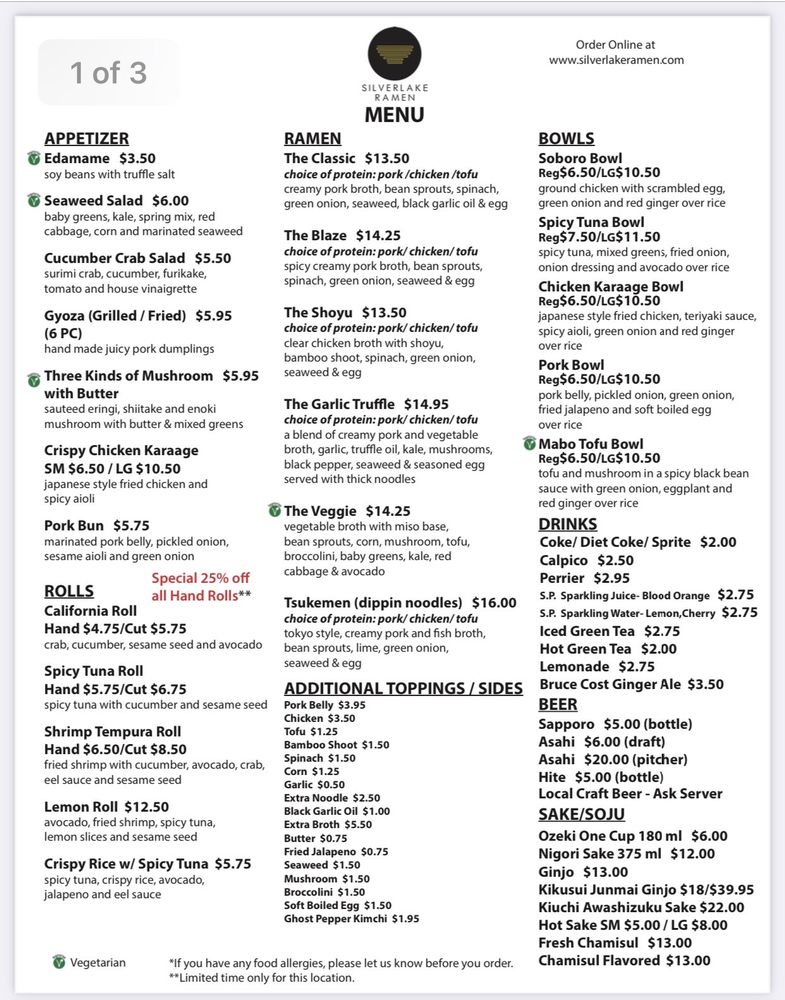 1 of 3
SILVERLAKE
RAMEN
MENU
Order Online at
www.silverlakeramen.com
APPETIZER
Edamame $3.50
soy beans with truffle salt
Seaweed Salad $6.00
baby greens, kale, spring mix, red
cabbage, corn and marinated seaweed
Cucumber Crab Salad $5.50
surimi crab, cucumber, furikake,
tomato and house vinaigrette
Gyoza (Grilled / Fried) $5.95
(6 PC)
hand made juicy pork dumplings
Three Kinds of Mushroom $5.95
with Butter
sauteed eringi, shiitake and enoki
mushroom with butter & mixed greens
Crispy Chicken Karaage
SM $6.50 / LG $10.50
japanese style fried chicken and
spicy aioli
Pork Bun $5.75
marinated pork belly, pickled onion,
sesame aioli and green onion
Special 25% off
all Hand Rolls**
ROLLS
California Roll
Hand $4.75/Cut $5.75
crab, cucumber, sesame seed and avocado
Spicy Tuna Roll
Hand $5.75/Cut $6.75
spicy tuna with cucumber and sesame seed
Shrimp Tempura Roll
Hand $6.50/Cut $8.50
fried shrimp with cucumber, avocado, crab,
eel sauce and sesame seed
Lemon Roll $12.50
avocado, fried shrimp, spicy tuna,
lemon slices and sesame seed
Crispy Rice w/ Spicy Tuna $5.75
spicy tuna, crispy rice, avocado,
jalapeno and eel sauce
RAMEN
The Classic $13.50
choice of protein: pork /chicken /tofu
creamy pork broth, bean sprouts, spinach,
green onion, seaweed, black garlic oil & egg
The Blaze $14.25
choice of protein: pork/ chicken/ tofu
spicy creamy pork broth, bean sprouts,
spinach, green onion, seaweed & egg
The Shoyu $13.50
choice of protein: pork/ chicken/ tofu
clear chicken broth with shoyu,
bamboo shoot, spinach, green onion,
seaweed & egg
The Garlic Truffle $14.95
choice of protein: pork/ chicken/ tofu
a blend of creamy pork and vegetable
broth, garlic, truffle oil, kale, mushrooms,
black pepper, seaweed & seasoned egg
served with thick noodles
The Veggie $14.25
vegetable broth with miso base,
bean sprouts, corn, mushroom, tofu,
broccolini, baby greens, kale, red
cabbage & avocado
Tsukemen (dippin noodles) $16.00
choice of protein: pork/ chicken/ tofu
tokyo style, creamy pork and fish broth,
bean sprouts, lime, green onion,
seaweed & egg
ADDITIONAL TOPPINGS / SIDES
Pork Belly $3.95
Chicken $3.50
Tofu $1.25
Bamboo Shoot $1.50
Spinach $1.50
Corn $1.25
Garlic $0.50
Extra Noodle $2.50
Black Garlic Oil $1.00
Extra Broth $5.50
Butter $0.75
Fried Jalapeno $0.75
Seaweed $1.50
Mushroom $1.50
Broccolini $1.50
Soft Boiled Egg $1.50
Ghost Pepper Kimchi $1.95
BOWLS
Soboro Bowl
Reg$6.50/LG$10.50
ground chicken with scrambled egg,
green onion and red ginger over rice
Spicy Tuna Bowl
Reg$7.50/LG$11.50
spicy tuna, mixed greens, fried onion,
onion dressing and avocado over rice
Chicken Karaage Bowl
Reg$6.50/LG$10.50
japanese style fried chicken, teriyaki sauce,
spicy aioli, green onion and red ginger
over rice
Pork Bowl
Reg$6.50/LG$10.50
pork belly, pickled onion, green onion,
fried jalapeno and soft boiled egg
over rice
Mabo Tofu Bowl
Reg$6.50/LG$10.50
tofu and mushroom in a spicy black bean
sauce with green onion, eggplant and
red ginger over rice
DRINKS
Coke/ Diet Coke/ Sprite $2.00
Calpico $2.50
Perrier $2.95
S.P. Sparkling Juice- Blood Orange $2.75
S.P. Sparkling Water- Lemon,Cherry $2.75
Iced Green Tea $2.75
Hot Green Tea $2.00
Lemonade $2.75
Bruce Cost Ginger Ale $3.50
BEER
Sapporo $5.00 (bottle)
Asahi $6.00 (draft)
Asahi $20.00 (pitcher)
Hite $5.00 (bottle)
Local Craft Beer - Ask Server
SAKE/SOJU
Ozeki One Cup 180 ml $6.00
Nigori Sake 375 ml $12.00
Ginjo $13.00
Kikusui Junmai Ginjo $18/$39.95
Kiuchi Awashizuku Sake $22.00
Hot Sake SM $5.00 / LG $8.00
Fresh Chamisul $13.00
Chamisul Flavored $13.00
V Vegetarian
*If you have any food allergies, please let us know before you order.
**Limited time only for this location.